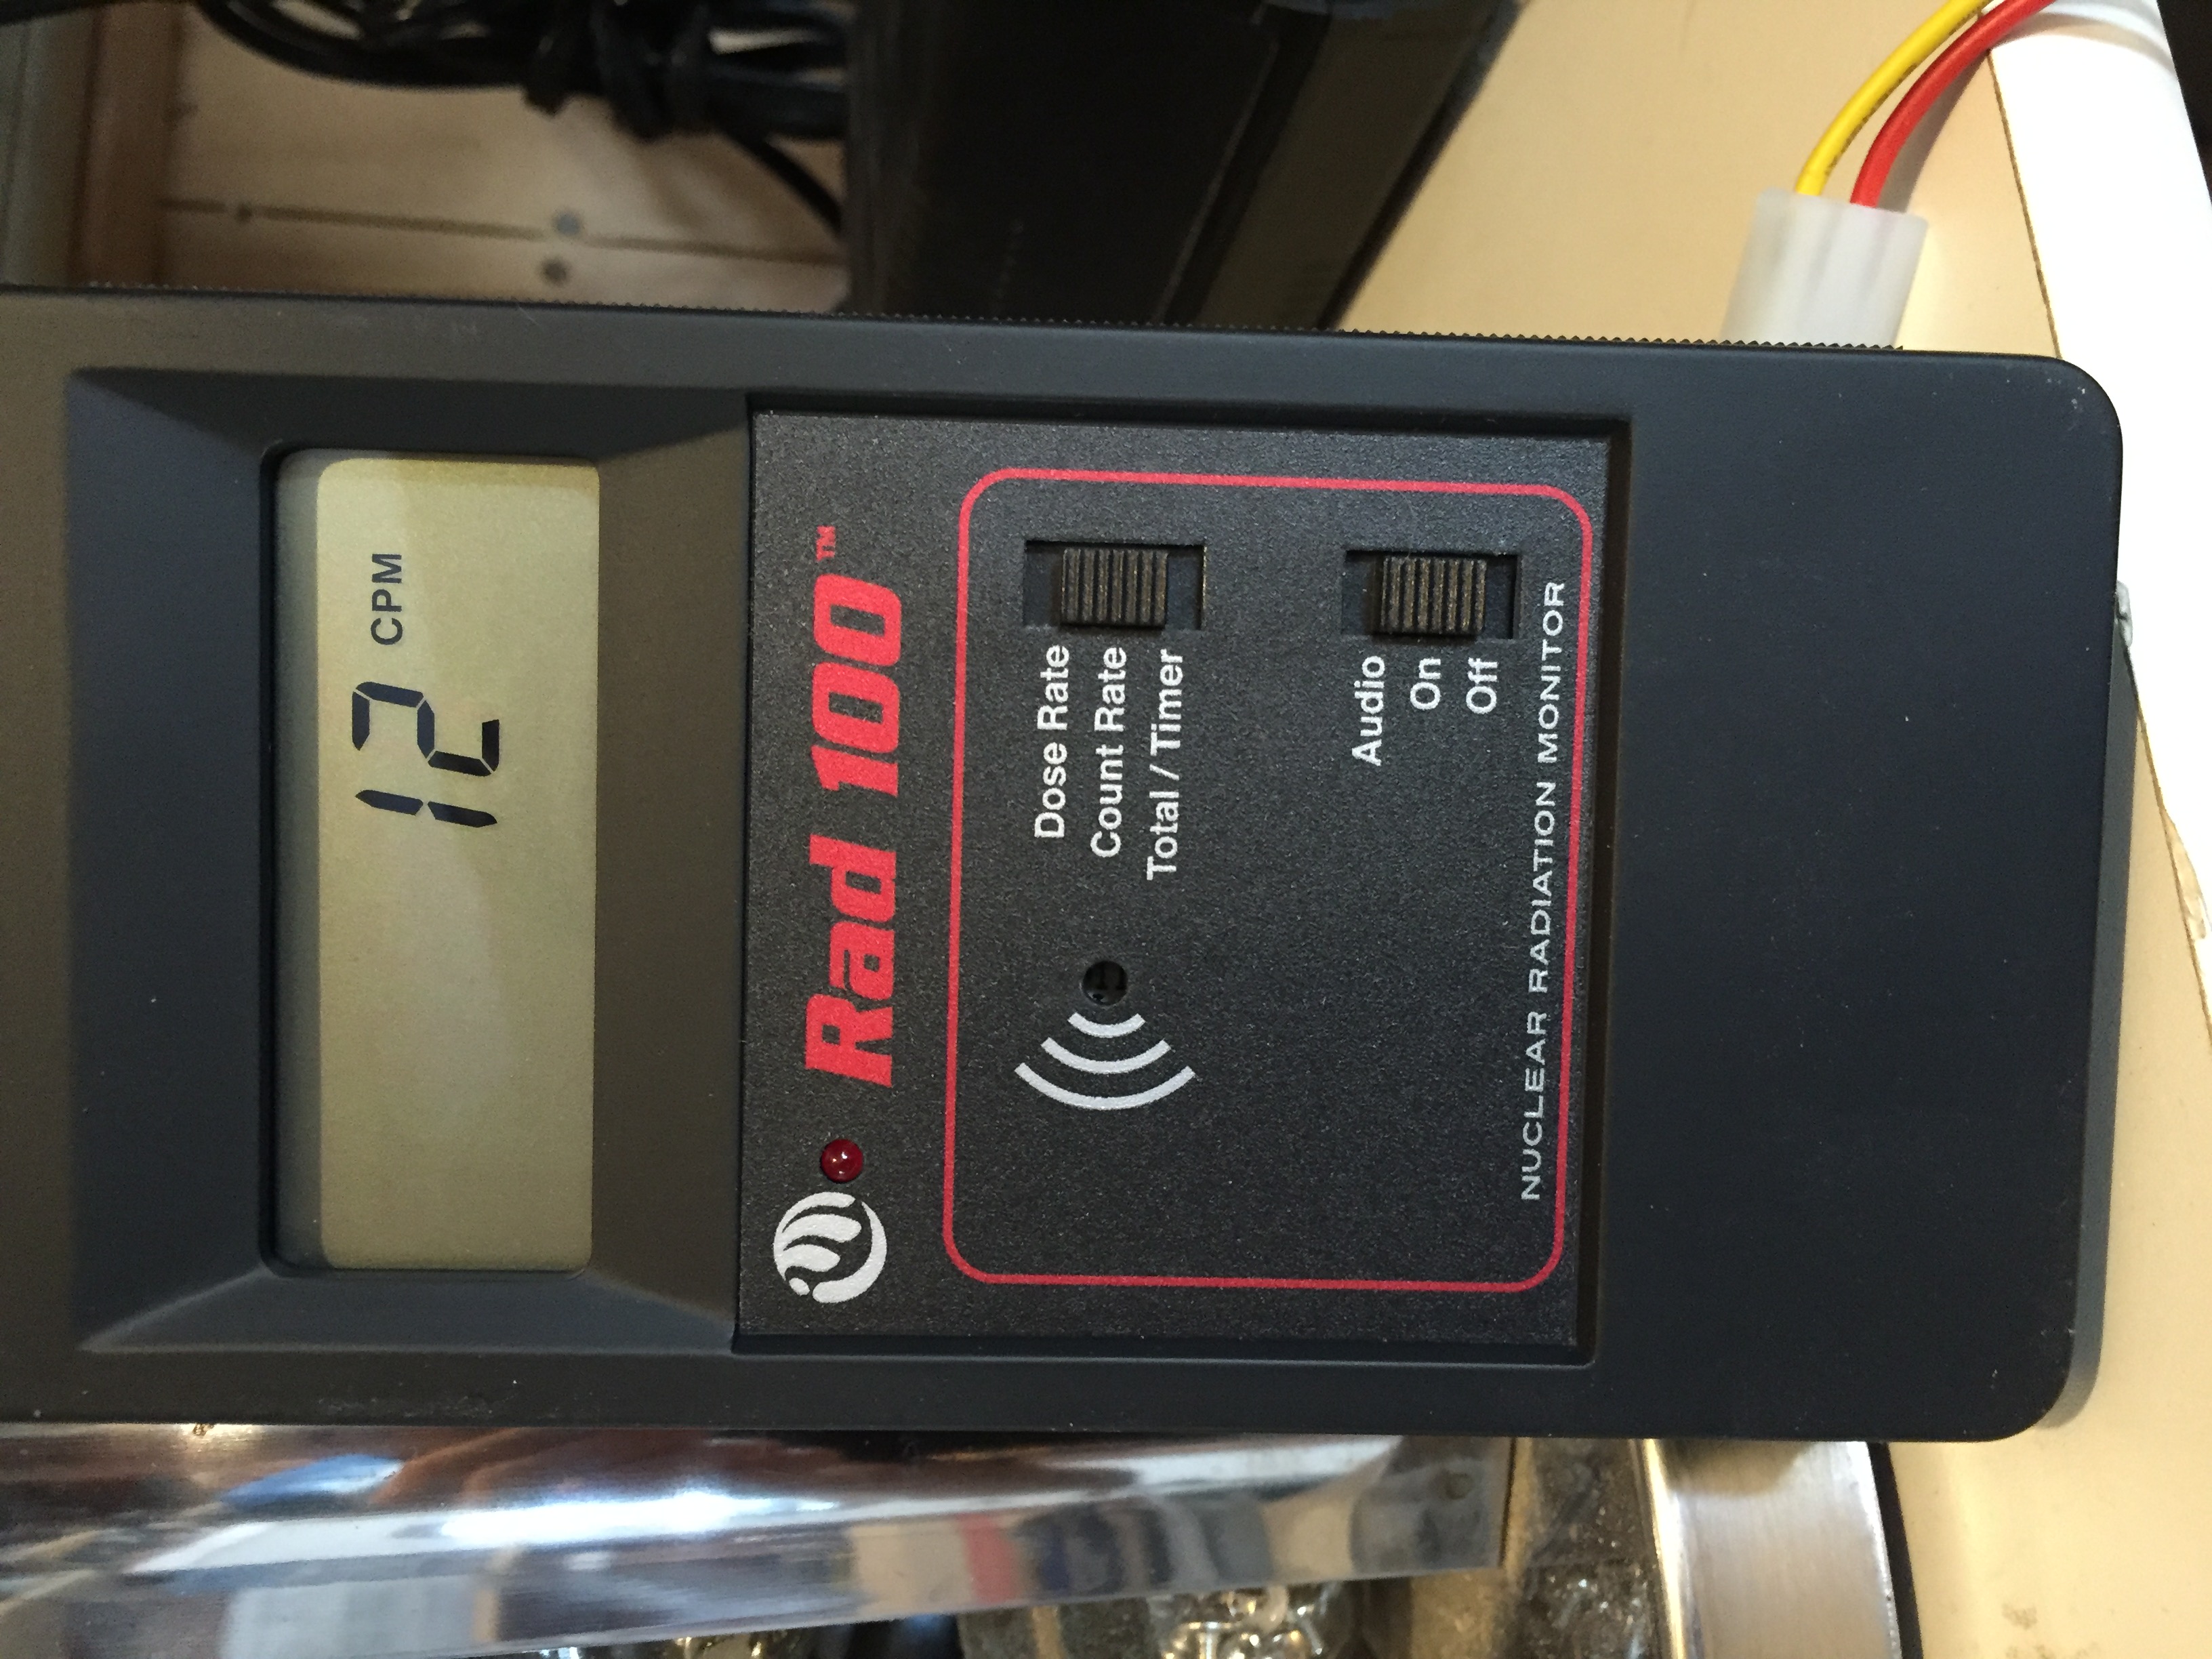 12 CPM
Rad 100™
Dose Rate
Count Rate
Total / Timer
Audio
On
Off
NUCLEAR RADIATION MONITOR